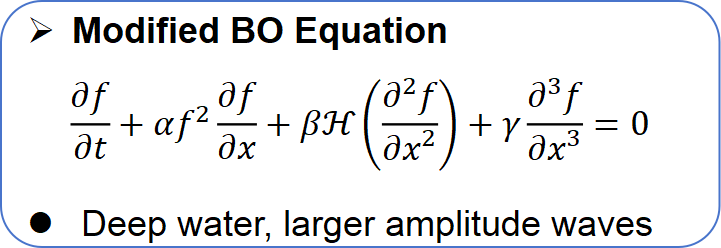 ➢ Modified BO Equation
∂f/∂t + αf² ∂f/∂x + βℋ(∂²f/∂x²) + γ ∂³f/∂x³ = 0
● Deep water, larger amplitude waves